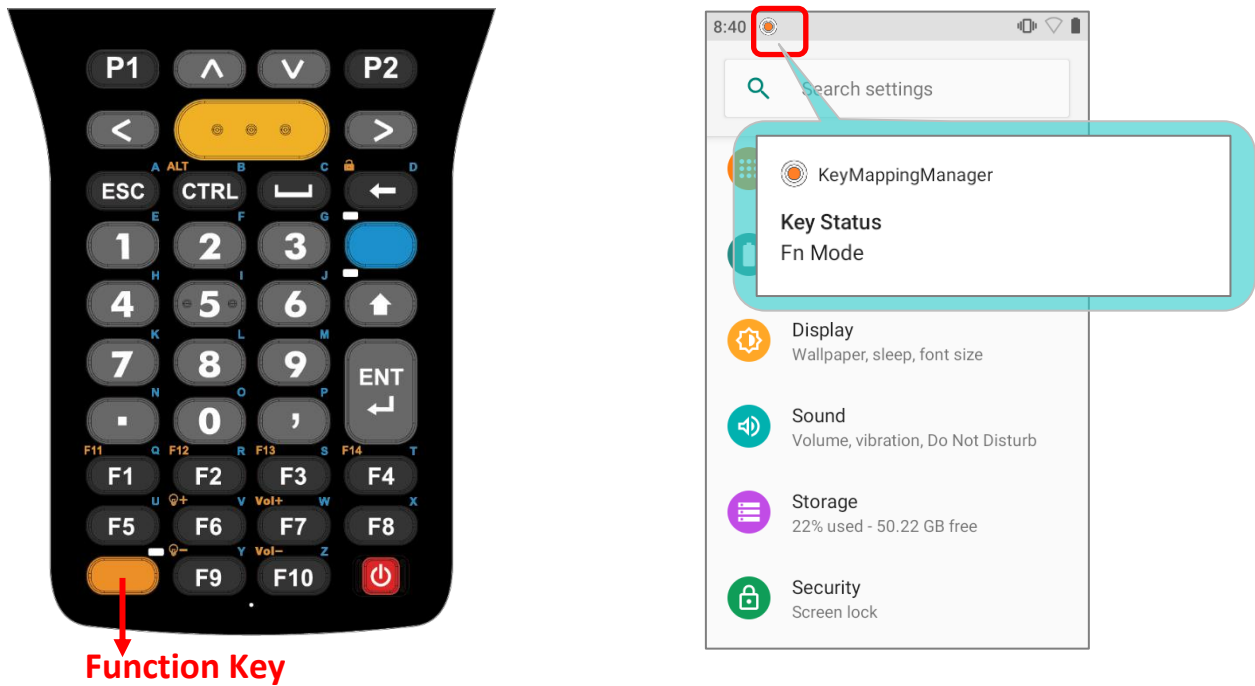 P1 ∧ ∨ P2
< >
A ALT B C D
ESC CTRL
E F G
1 2 3
H I J
4 5 6
K L M
7 8 9 ENT
N O P
. 0 ,
F11 Q F12 R F13 S F14 T
F1 F2 F3 F4
U + V Vol+ W X
F5 F6 F7 F8
- Y Vol- Z
F9 F10
Function Key
8:40
Search settings
KeyMappingManager
Key Status
Fn Mode
Display
Wallpaper, sleep, font size
Sound
Volume, vibration, Do Not Disturb
Storage
22% used - 50.22 GB free
Security
Screen lock